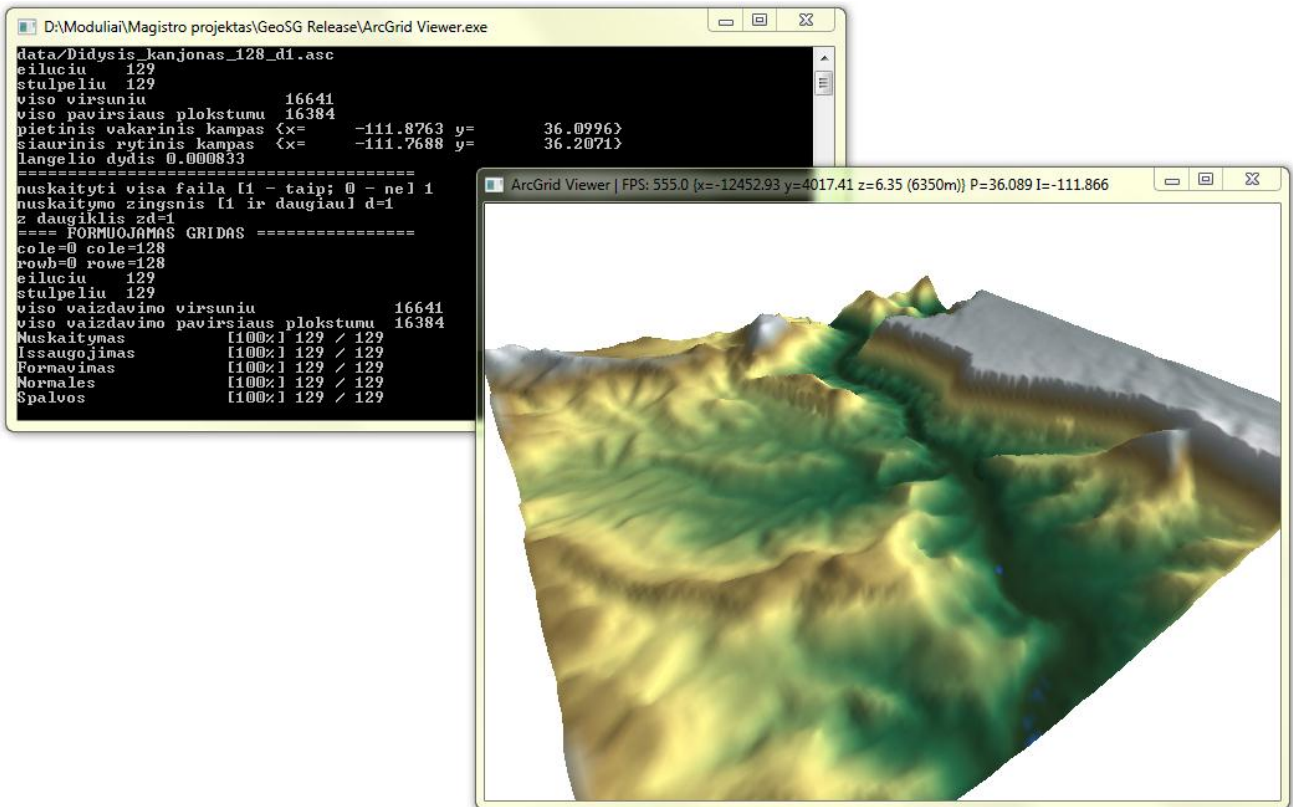 D:\Moduliai\Magistro projektas\GeoSG Release\ArcGrid Viewer.exe
data/Didysis_kanjonas_128_d1.asc
eiluciu 129
stulpeliu 129
viso virsuniu 16641
viso pavirsiaus plokstumu 16384
pietinis vakarinis kampas {x= -111.8763 y= 36.0996}
siaurinis rytinis kampas {x= -111.7688 y= 36.2071}
langelio dydis 0.000833
========================================
nuskaityti visa faila [1 - taip; 0 - ne] 1
nuskaitymo zingsnis [1 ir daugiau] d=1
z daugiklis zd=1
==== FORMUOJAMAS GRIDAS ================
cole=0 cole=128
rowb=0 rowe=128
eiluciu 129
stulpeliu 129
viso vaizdavimo virsuniu 16641
viso vaizdavimo pavirsiaus plokstumu 16384
Nuskaitymas [100%] 129 / 129
Issaugojimas [100%] 129 / 129
Formavimas [100%] 129 / 129
Normales [100%] 129 / 129
Spalvos [100%] 129 / 129
ArcGrid Viewer | FPS: 555.0 {x=-12452.93 y=4017.41 z=6.35 (6350m)} P=36.089 I=-111.866